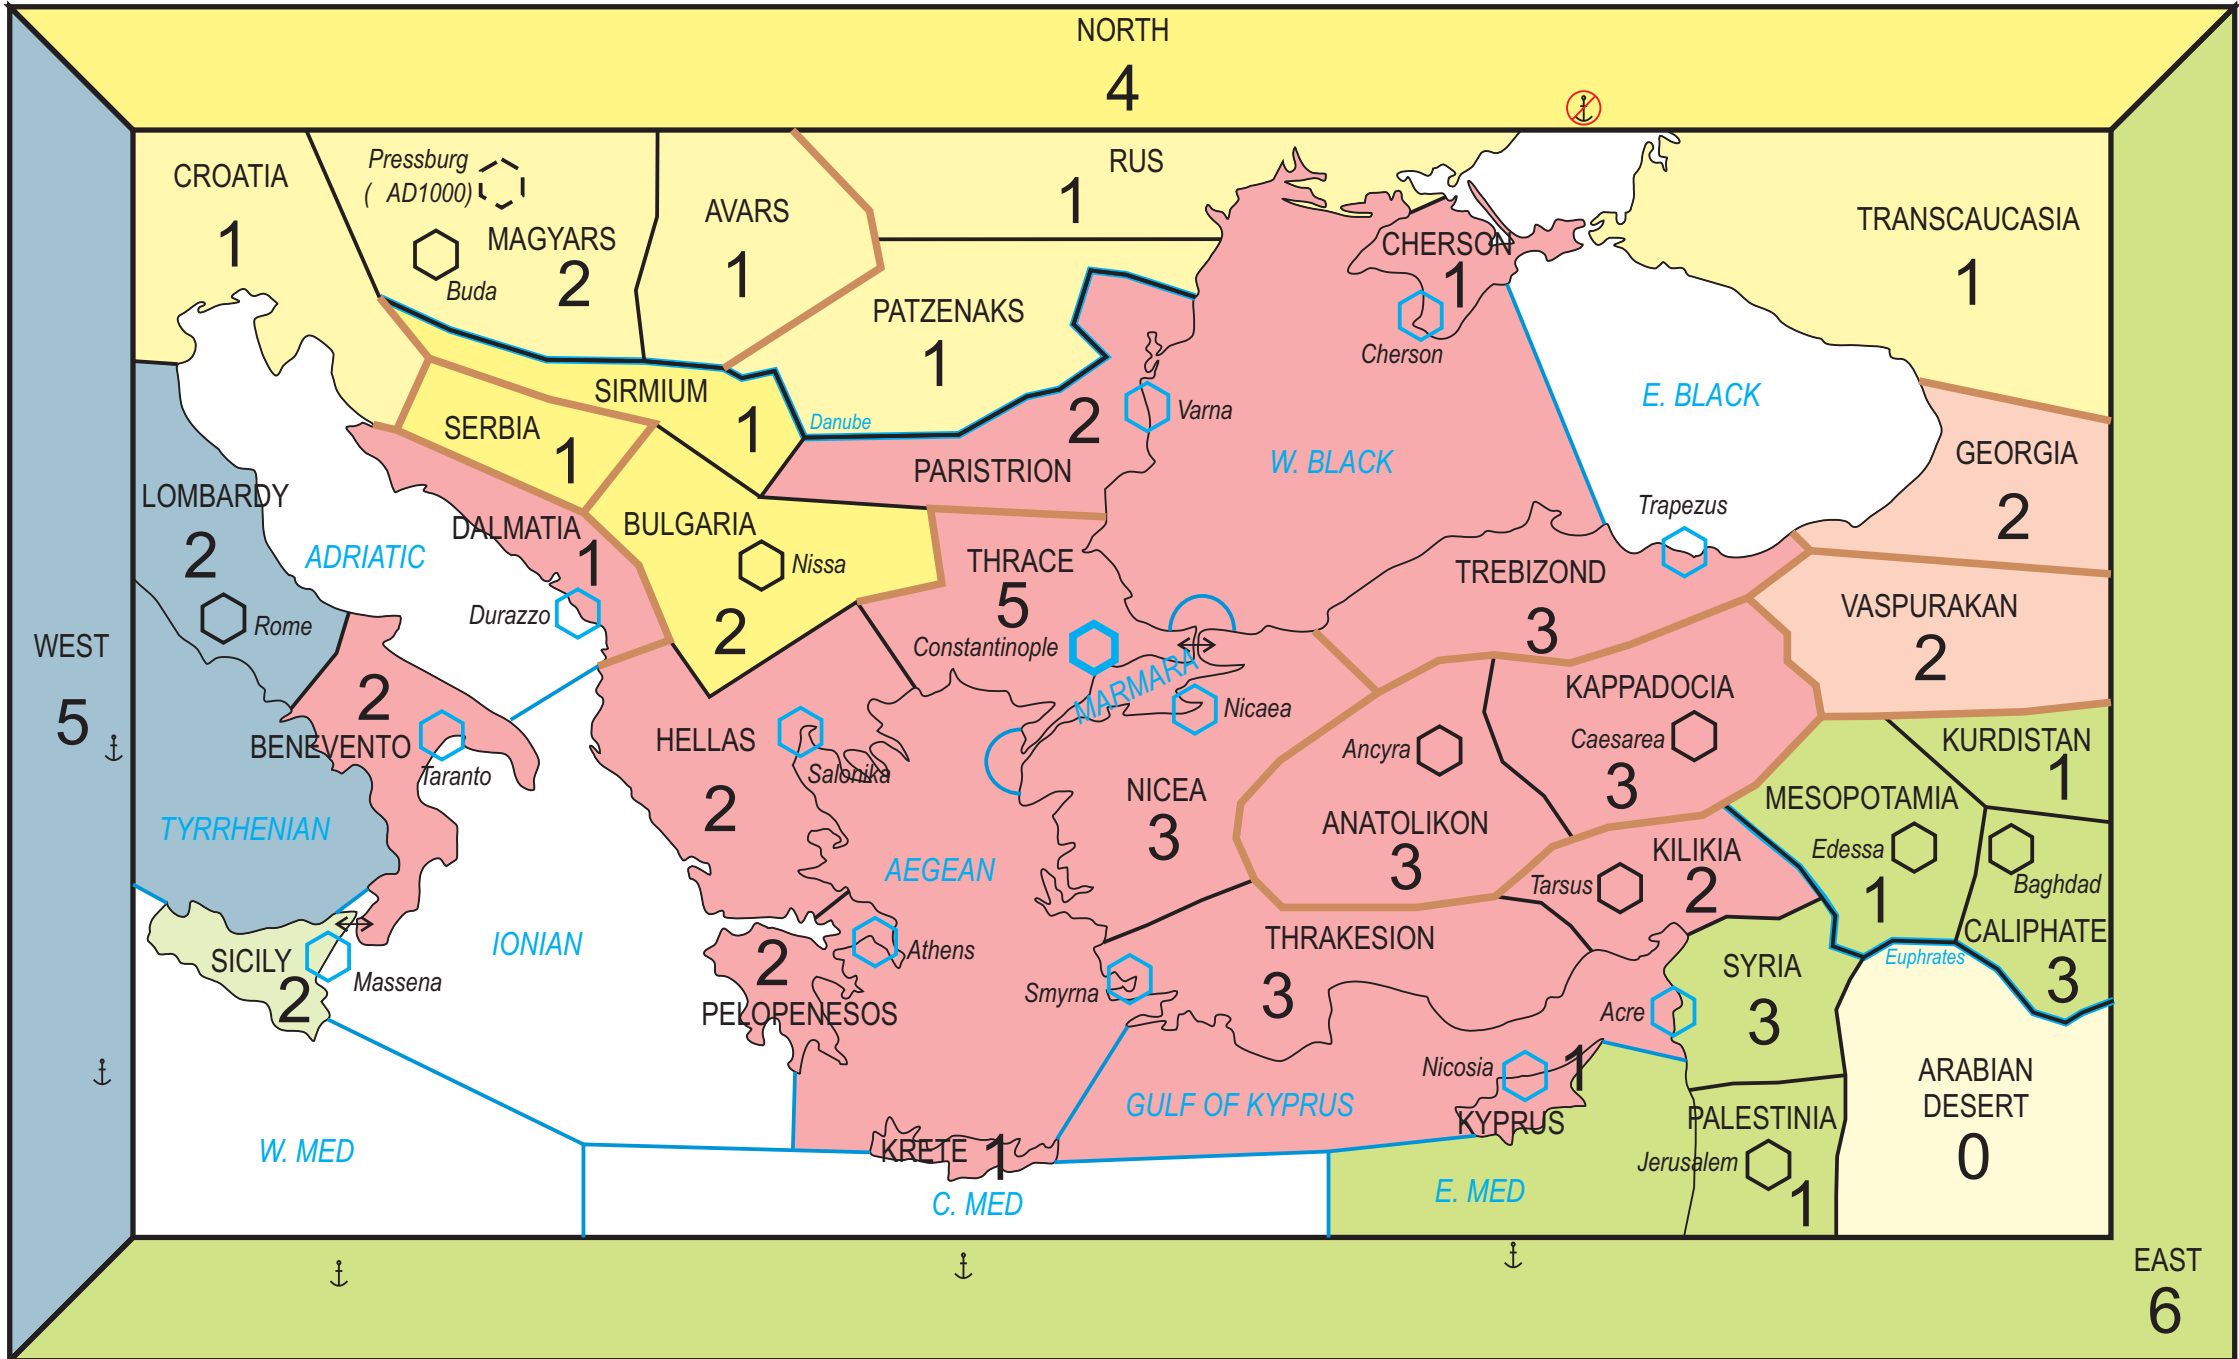 NORTH
4
CROATIA
1
Pressburg
( AD1000)
MAGYARS
2
Buda
AVARS
1
RUS
1
PATZENAKS
1
CHERSON
1
Cherson
TRANSCAUCASIA
1
SIRMIUM
1
SERBIA
1
Danube
2
Varna
PARISTRION
W. BLACK
E. BLACK
GEORGIA
2
LOMBARDY
2
Rome
ADRIATIC
DALMATIA
1
Durazzo
BULGARIA
Nissa
2
THRACE
5
Constantinople
MARMARA
Nicaea
TREBIZOND
3
Trapezus
VASPURAKAN
2
WEST
5
2
BENEVENTO
Taranto
HELLAS
2
Salonika
NICEA
3
Ancyra
ANATOLIKON
3
KAPPADOCIA
Caesarea
3
KURDISTAN
1
MESOPOTAMIA
Edessa
1
Baghdad
CALIPHATE
3
TYRRHENIAN
AEGEAN
KILIKIA
Tarsus
2
SICILY
2
Massena
IONIAN
2
PELOPENESOS
Athens
Smyrna
THRAKESION
3
Euphrates
SYRIA
Acre
3
Nicosia
1
KYPRUS
GULF OF KYPRUS
ARABIAN
DESERT
0
PALESTINIA
Jerusalem
1
W. MED
KRETE 1
C. MED
E. MED
EAST
6